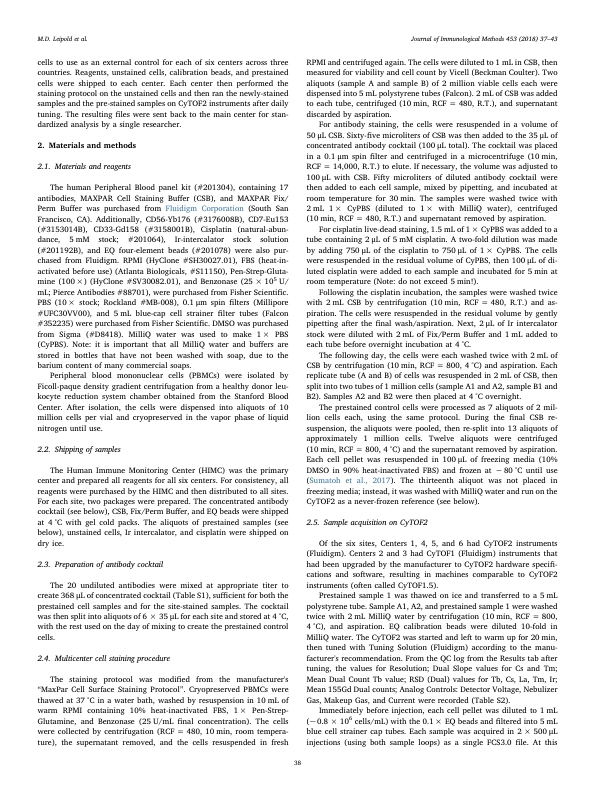 M.D. Leipold et al.
Journal of Immunological Methods 453 (2018) 37–43
cells to use as an external control for each of six centers across three
countries. Reagents, unstained cells, calibration beads, and prestained
cells were shipped to each center. Each center then performed the
staining protocol on the unstained cells and then ran the newly-stained
samples and the pre-stained samples on CyTOF2 instruments after daily
tuning. The resulting files were sent back to the main center for stan-
dardized analysis by a single researcher.
2. Materials and methods
2.1. Materials and reagents
The human Peripheral Blood panel kit (#201304), containing 17
antibodies, MAXPAR Cell Staining Buffer (CSB), and MAXPAR Fix/
Perm Buffer was purchased from Fluidigm Corporation (South San
Francisco, CA). Additionally, CD56-Yb176 (#3176008B), CD7-Eu153
(#3153014B), CD33-Gd158 (#3158001B), Cisplatin (natural-abun-
dance, 5 mM stock; #201064), Ir-intercalator stock solution
(#201192B), and EQ four-element beads (#201078) were also pur-
chased from Fluidigm. RPMI (HyClone #SH30027.01), FBS (heat-in-
activated before use) (Atlanta Biologicals, #S11150), Pen-Strep-Gluta-
mine (100×) (HyClone #SV30082.01), and Benzonase (25 × 10⁵ U/
mL; Pierce Antibodies #88701), were purchased from Fisher Scientific.
PBS (10× stock; Rockland #MB-008), 0.1 μm spin filters (Millipore
#UFC30VV00), and 5 mL blue-cap cell strainer filter tubes (Falcon
#352235) were purchased from Fisher Scientific. DMSO was purchased
from Sigma (#D8418). MilliQ water was used to make 1× PBS
(CyPBS). Note: it is important that all MilliQ water and buffers are
stored in bottles that have not been washed with soap, due to the
barium content of many commercial soaps.
Peripheral blood mononuclear cells (PBMCs) were isolated by
Ficoll-paque density gradient centrifugation from a healthy donor leu-
kocyte reduction system chamber obtained from the Stanford Blood
Center. After isolation, the cells were dispensed into aliquots of 10
million cells per vial and cryopreserved in the vapor phase of liquid
nitrogen until use.
2.2. Shipping of samples
The Human Immune Monitoring Center (HIMC) was the primary
center and prepared all reagents for all six centers. For consistency, all
reagents were purchased by the HIMC and then distributed to all sites.
For each site, two packages were prepared. The concentrated antibody
cocktail (see below), CSB, Fix/Perm Buffer, and EQ beads were shipped
at 4 °C with gel cold packs. The aliquots of prestained samples (see
below), unstained cells, Ir intercalator, and cisplatin were shipped on
dry ice.
2.3. Preparation of antibody cocktail
The 20 undiluted antibodies were mixed at appropriate titer to
create 368 μL of concentrated cocktail (Table S1), sufficient for both the
prestained cell samples and for the site-stained samples. The cocktail
was then split into aliquots of 6 × 35 μL for each site and stored at 4 °C,
with the rest used on the day of mixing to create the prestained control
cells.
2.4. Multicenter cell staining procedure
The staining protocol was modified from the manufacturer's
“MaxPar Cell Surface Staining Protocol”. Cryopreserved PBMCs were
thawed at 37 °C in a water bath, washed by resuspension in 10 mL of
warm RPMI containing 10% heat-inactivated FBS, 1× Pen-Strep-
Glutamine, and Benzonase (25 U/mL final concentration). The cells
were collected by centrifugation (RCF = 480, 10 min, room tempera-
ture), the supernatant removed, and the cells resuspended in fresh
RPMI and centrifuged again. The cells were diluted to 1 mL in CSB, then
measured for viability and cell count by Vicell (Beckman Coulter). Two
aliquots (sample A and sample B) of 2 million viable cells each were
dispensed into 5 mL polystyrene tubes (Falcon). 2 mL of CSB was added
to each tube, centrifuged (10 min, RCF = 480, R.T.), and supernatant
discarded by aspiration.
For antibody staining, the cells were resuspended in a volume of
50 μL CSB. Sixty-five microliters of CSB was then added to the 35 μL of
concentrated antibody cocktail (100 μL total). The cocktail was placed
in a 0.1 μm spin filter and centrifuged in a microcentrifuge (10 min,
RCF = 14,000, R.T.) to elute. If necessary, the volume was adjusted to
100 μL with CSB. Fifty microliters of diluted antibody cocktail were
then added to each cell sample, mixed by pipetting, and incubated at
room temperature for 30 min. The samples were washed twice with
2 mL 1× CyPBS (diluted to 1× with MilliQ water), centrifuged
(10 min, RCF = 480, R.T.) and supernatant removed by aspiration.
For cisplatin live-dead staining, 1.5 mL of 1× CyPBS was added to a
tube containing 2 μL of 5 mM cisplatin. A two-fold dilution was made
by adding 750 μL of the cisplatin to 750 μL of 1× CyPBS. The cells
were resuspended in the residual volume of CyPBS, then 100 μL of di-
luted cisplatin were added to each sample and incubated for 5 min at
room temperature (Note: do not exceed 5 min!).
Following the cisplatin incubation, the samples were washed twice
with 2 mL CSB by centrifugation (10 min, RCF = 480, R.T.) and as-
piration. The cells were resuspended in the residual volume by gently
pipetting after the final wash/aspiration. Next, 2 μL of Ir intercalator
stock were diluted with 2 mL of Fix/Perm Buffer and 1 mL added to
each tube before overnight incubation at 4 °C.
The following day, the cells were each washed twice with 2 mL of
CSB by centrifugation (10 min, RCF = 800, 4 °C) and aspiration. Each
replicate tube (A and B) of cells was resuspended in 2 mL of CSB, then
split into two tubes of 1 million cells (sample A1 and A2, sample B1 and
B2). Samples A2 and B2 were then placed at 4 °C overnight.
The prestained control cells were processed as 7 aliquots of 2 mil-
lion cells each, using the same protocol. During the final CSB re-
suspension, the aliquots were pooled, then re-split into 13 aliquots of
approximately 1 million cells. Twelve aliquots were centrifuged
(10 min, RCF = 800, 4 °C) and the supernatant removed by aspiration.
Each cell pellet was resuspended in 100 μL of freezing media (10%
DMSO in 90% heat-inactivated FBS) and frozen at −80 °C until use
(Sumatoh et al., 2017). The thirteenth aliquot was not placed in
freezing media; instead, it was washed with MilliQ water and run on the
CyTOF2 as a never-frozen reference (see below).
2.5. Sample acquisition on CyTOF2
Of the six sites, Centers 1, 4, 5, and 6 had CyTOF2 instruments
(Fluidigm). Centers 2 and 3 had CyTOF1 (Fluidigm) instruments that
had been upgraded by the manufacturer to CyTOF2 hardware specifi-
cations and software, resulting in machines comparable to CyTOF2
instruments (often called CyTOF1.5).
Prestained sample 1 was thawed on ice and transferred to a 5 mL
polystyrene tube. Sample A1, A2, and prestained sample 1 were washed
twice with 2 mL MilliQ water by centrifugation (10 min, RCF = 800,
4 °C), and aspiration. EQ calibration beads were diluted 10-fold in
MilliQ water. The CyTOF2 was started and left to warm up for 20 min,
then tuned with Tuning Solution (Fluidigm) according to the manu-
facturer's recommendation. From the QC log from the Results tab after
tuning, the values for Resolution; Dual Slope values for Cs and Tm;
Mean Dual Count Tb value; RSD (Dual) values for Tb, Cs, La, Tm, Ir;
Mean 155Gd Dual counts; Analog Controls: Detector Voltage, Nebulizer
Gas, Makeup Gas, and Current were recorded (Table S2).
Immediately before injection, each cell pellet was diluted to 1 mL
(~0.8 × 10⁶ cells/mL) with the 0.1× EQ beads and filtered into 5 mL
blue cell strainer cap tubes. Each sample was acquired in 2 × 500 μL
injections (using both sample loops) as a single FCS3.0 file. At this
38